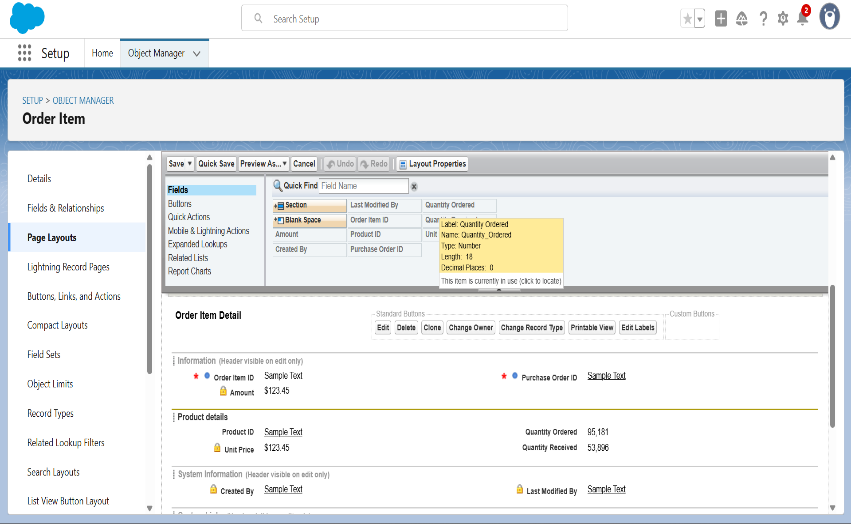 Search Setup
2
Setup
Home
Object Manager
SETUP > OBJECT MANAGER
Order Item
Details
Fields & Relationships
Page Layouts
Lightning Record Pages
Buttons, Links, and Actions
Compact Layouts
Field Sets
Object Limits
Record Types
Related Lookup Filters
Search Layouts
List View Button Layout
Save Quick Save Preview As... Cancel Undo Redo Layout Properties
Fields
Buttons
Quick Actions
Mobile & Lightning Actions
Expanded Lookups
Related Lists
Report Charts
Quick Find Field Name
Section Last Modified By Quantity Ordered
Blank Space Order Item ID
Amount Product ID Unit
Created By Purchase Order ID
Label: Quantity Ordered
Name: Quantity_Ordered
Type: Number
Length: 18
Decimal Places: 0
This item is currently in use (click to locate)
Order Item Detail
Standard Buttons
Edit Delete Clone Change Owner Change Record Type Printable View Edit Labels
Custom Buttons
Information (Header visible on edit only)
Order Item ID Sample Text Purchase Order ID Sample Text
Amount $123.45
Product details
Product ID Sample Text Quantity Ordered 95,181
Unit Price $123.45 Quantity Received 53,896
System Information (Header visible on edit only)
Created By Sample Text Last Modified By Sample Text